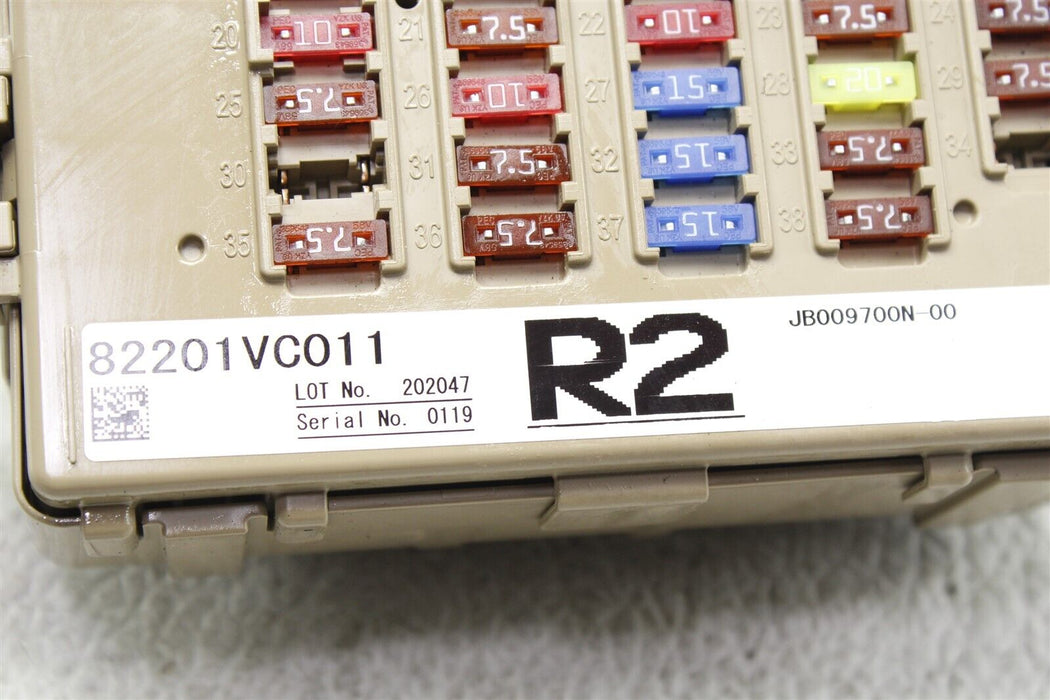 20 10 21 7.5 22 10 23 7.5 24 7.5
25 7.5 26 10 27 15 28 20 29 7.5
30 31 7.5 32 15 33 7.5 34
35 7.5 36 7.5 37 15 38 7.5
82201VC011
LOT No. 202047
Serial No. 0119
R2
JB009700N-00